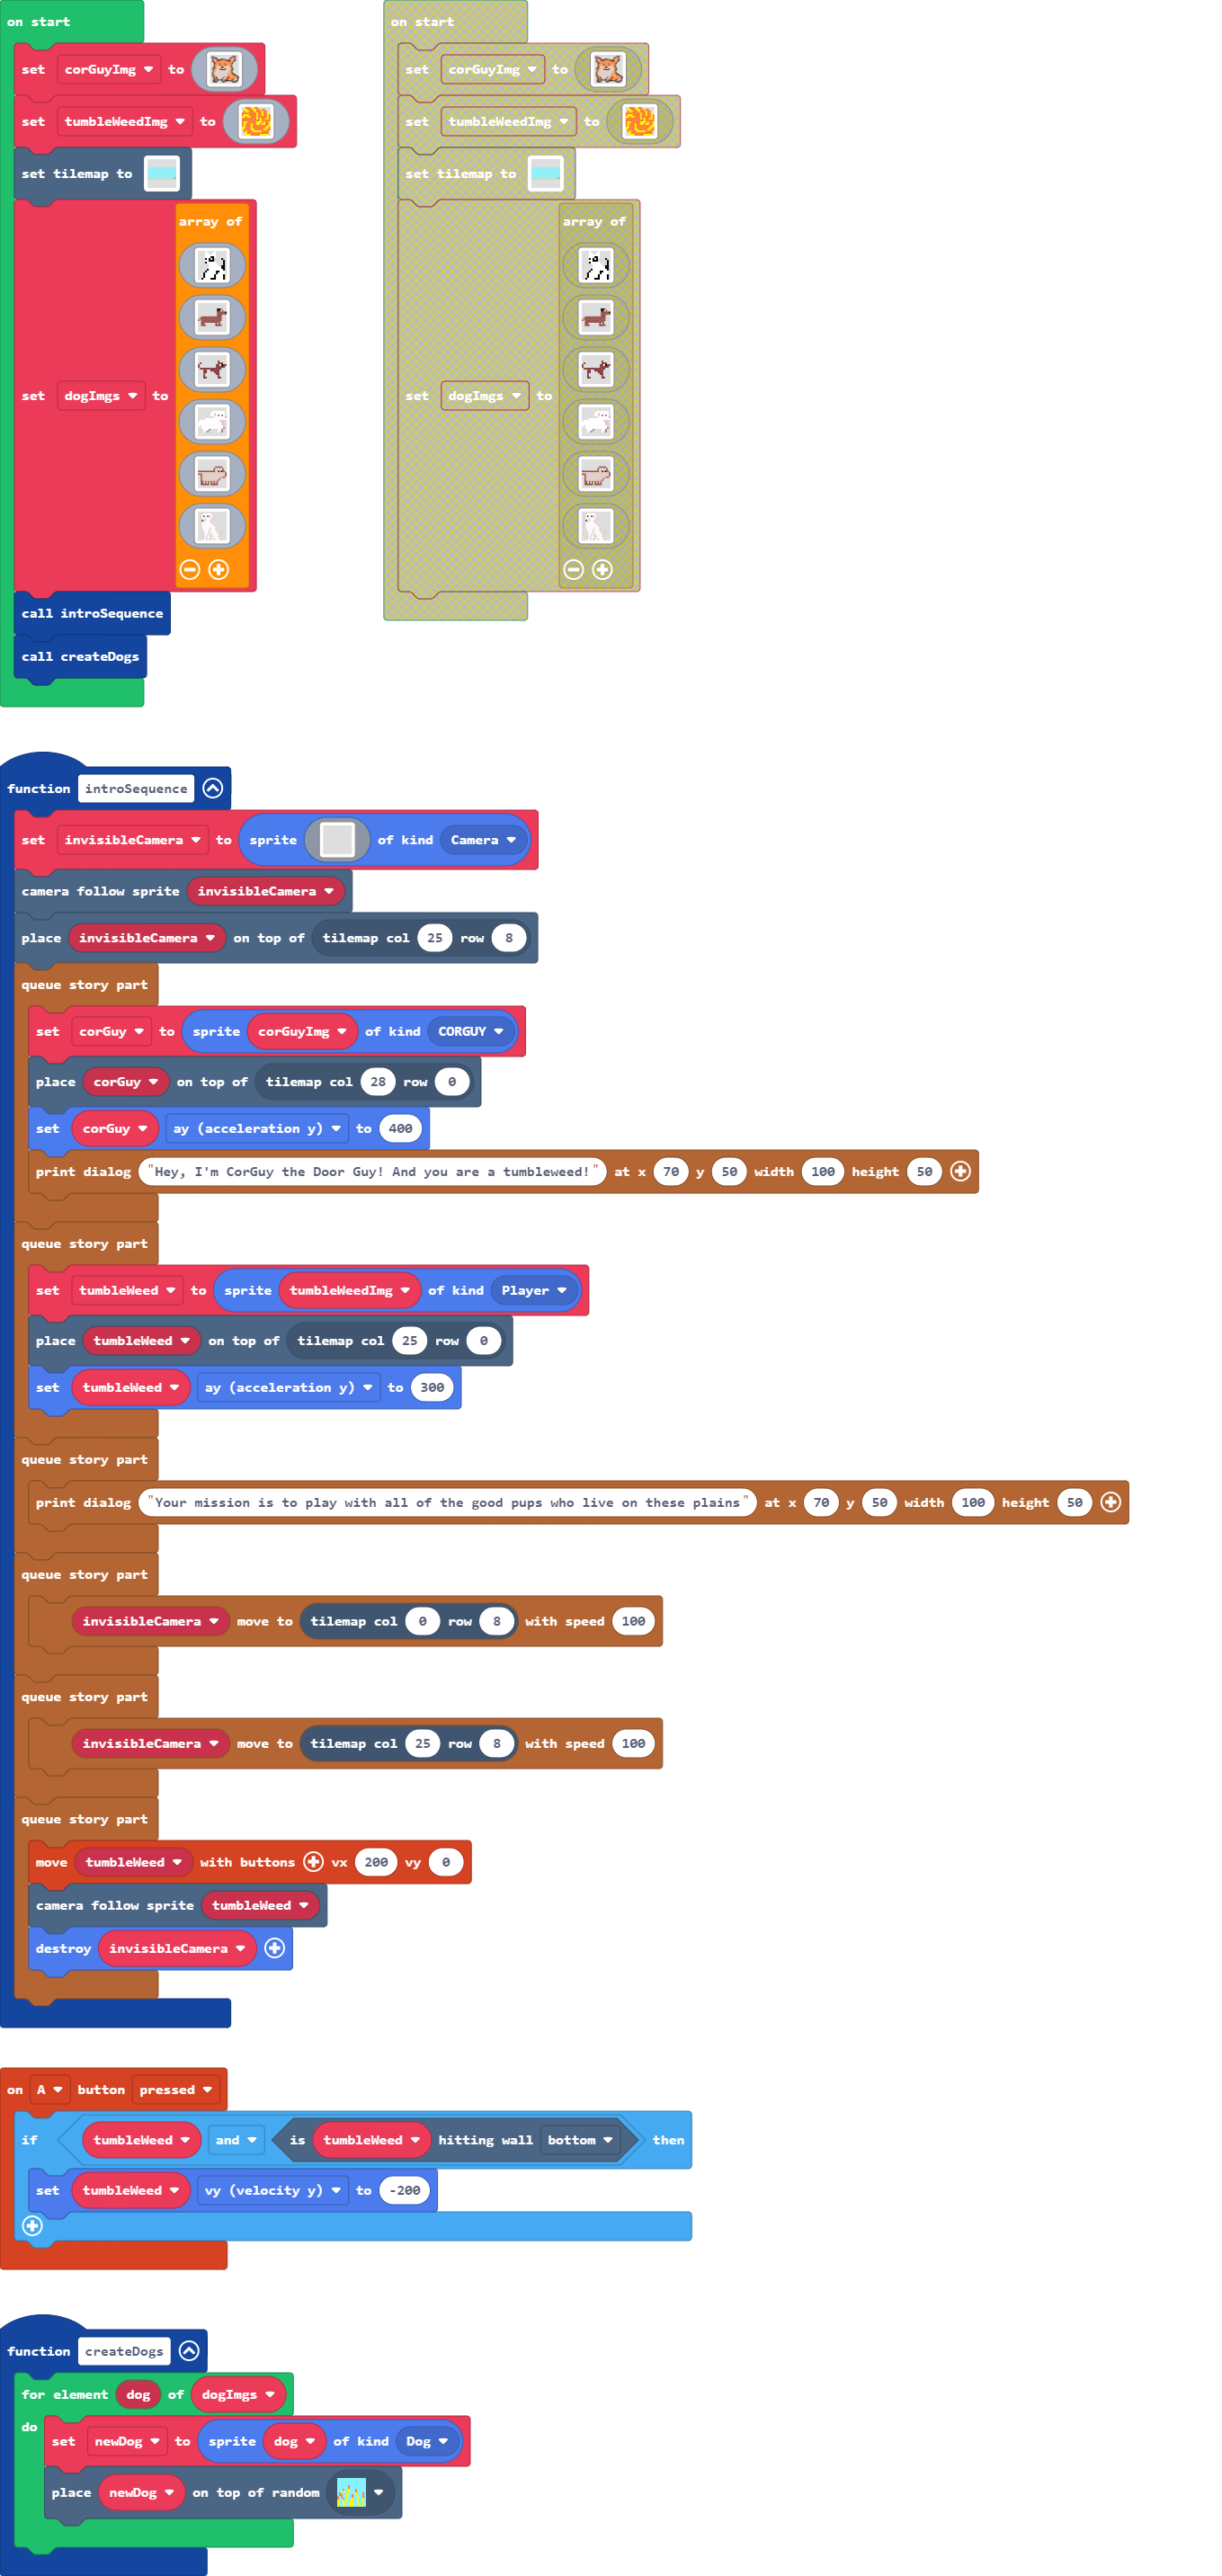 on start
set corGuyImg to
set tumbleWeedImg to
set tilemap to
array of
set dogImgs to
call introSequence
call createDogs
on start
set corGuyImg to
set tumbleWeedImg to
set tilemap to
array of
set dogImgs to
function introSequence
set invisibleCamera to sprite of kind Camera
camera follow sprite invisibleCamera
place invisibleCamera on top of tilemap col 25 row 8
queue story part
set corGuy to sprite corGuyImg of kind CORGUY
place corGuy on top of tilemap col 28 row 0
set corGuy ay (acceleration y) to 400
print dialog "Hey, I'm CorGuy the Door Guy! And you are a tumbleweed!" at x 70 y 50 width 100 height 50
queue story part
set tumbleWeed to sprite tumbleWeedImg of kind Player
place tumbleWeed on top of tilemap col 25 row 0
set tumbleWeed ay (acceleration y) to 300
queue story part
print dialog "Your mission is to play with all of the good pups who live on these plains" at x 70 y 50 width 100 height 50
queue story part
invisibleCamera move to tilemap col 0 row 8 with speed 100
queue story part
invisibleCamera move to tilemap col 25 row 8 with speed 100
queue story part
move tumbleWeed with buttons vx 200 vy 0
camera follow sprite tumbleWeed
destroy invisibleCamera
on A button pressed
if tumbleWeed and is tumbleWeed hitting wall bottom then
set tumbleWeed vy (velocity y) to -200
function createDogs
for element dog of dogImgs
do
set newDog to sprite dog of kind Dog
place newDog on top of random